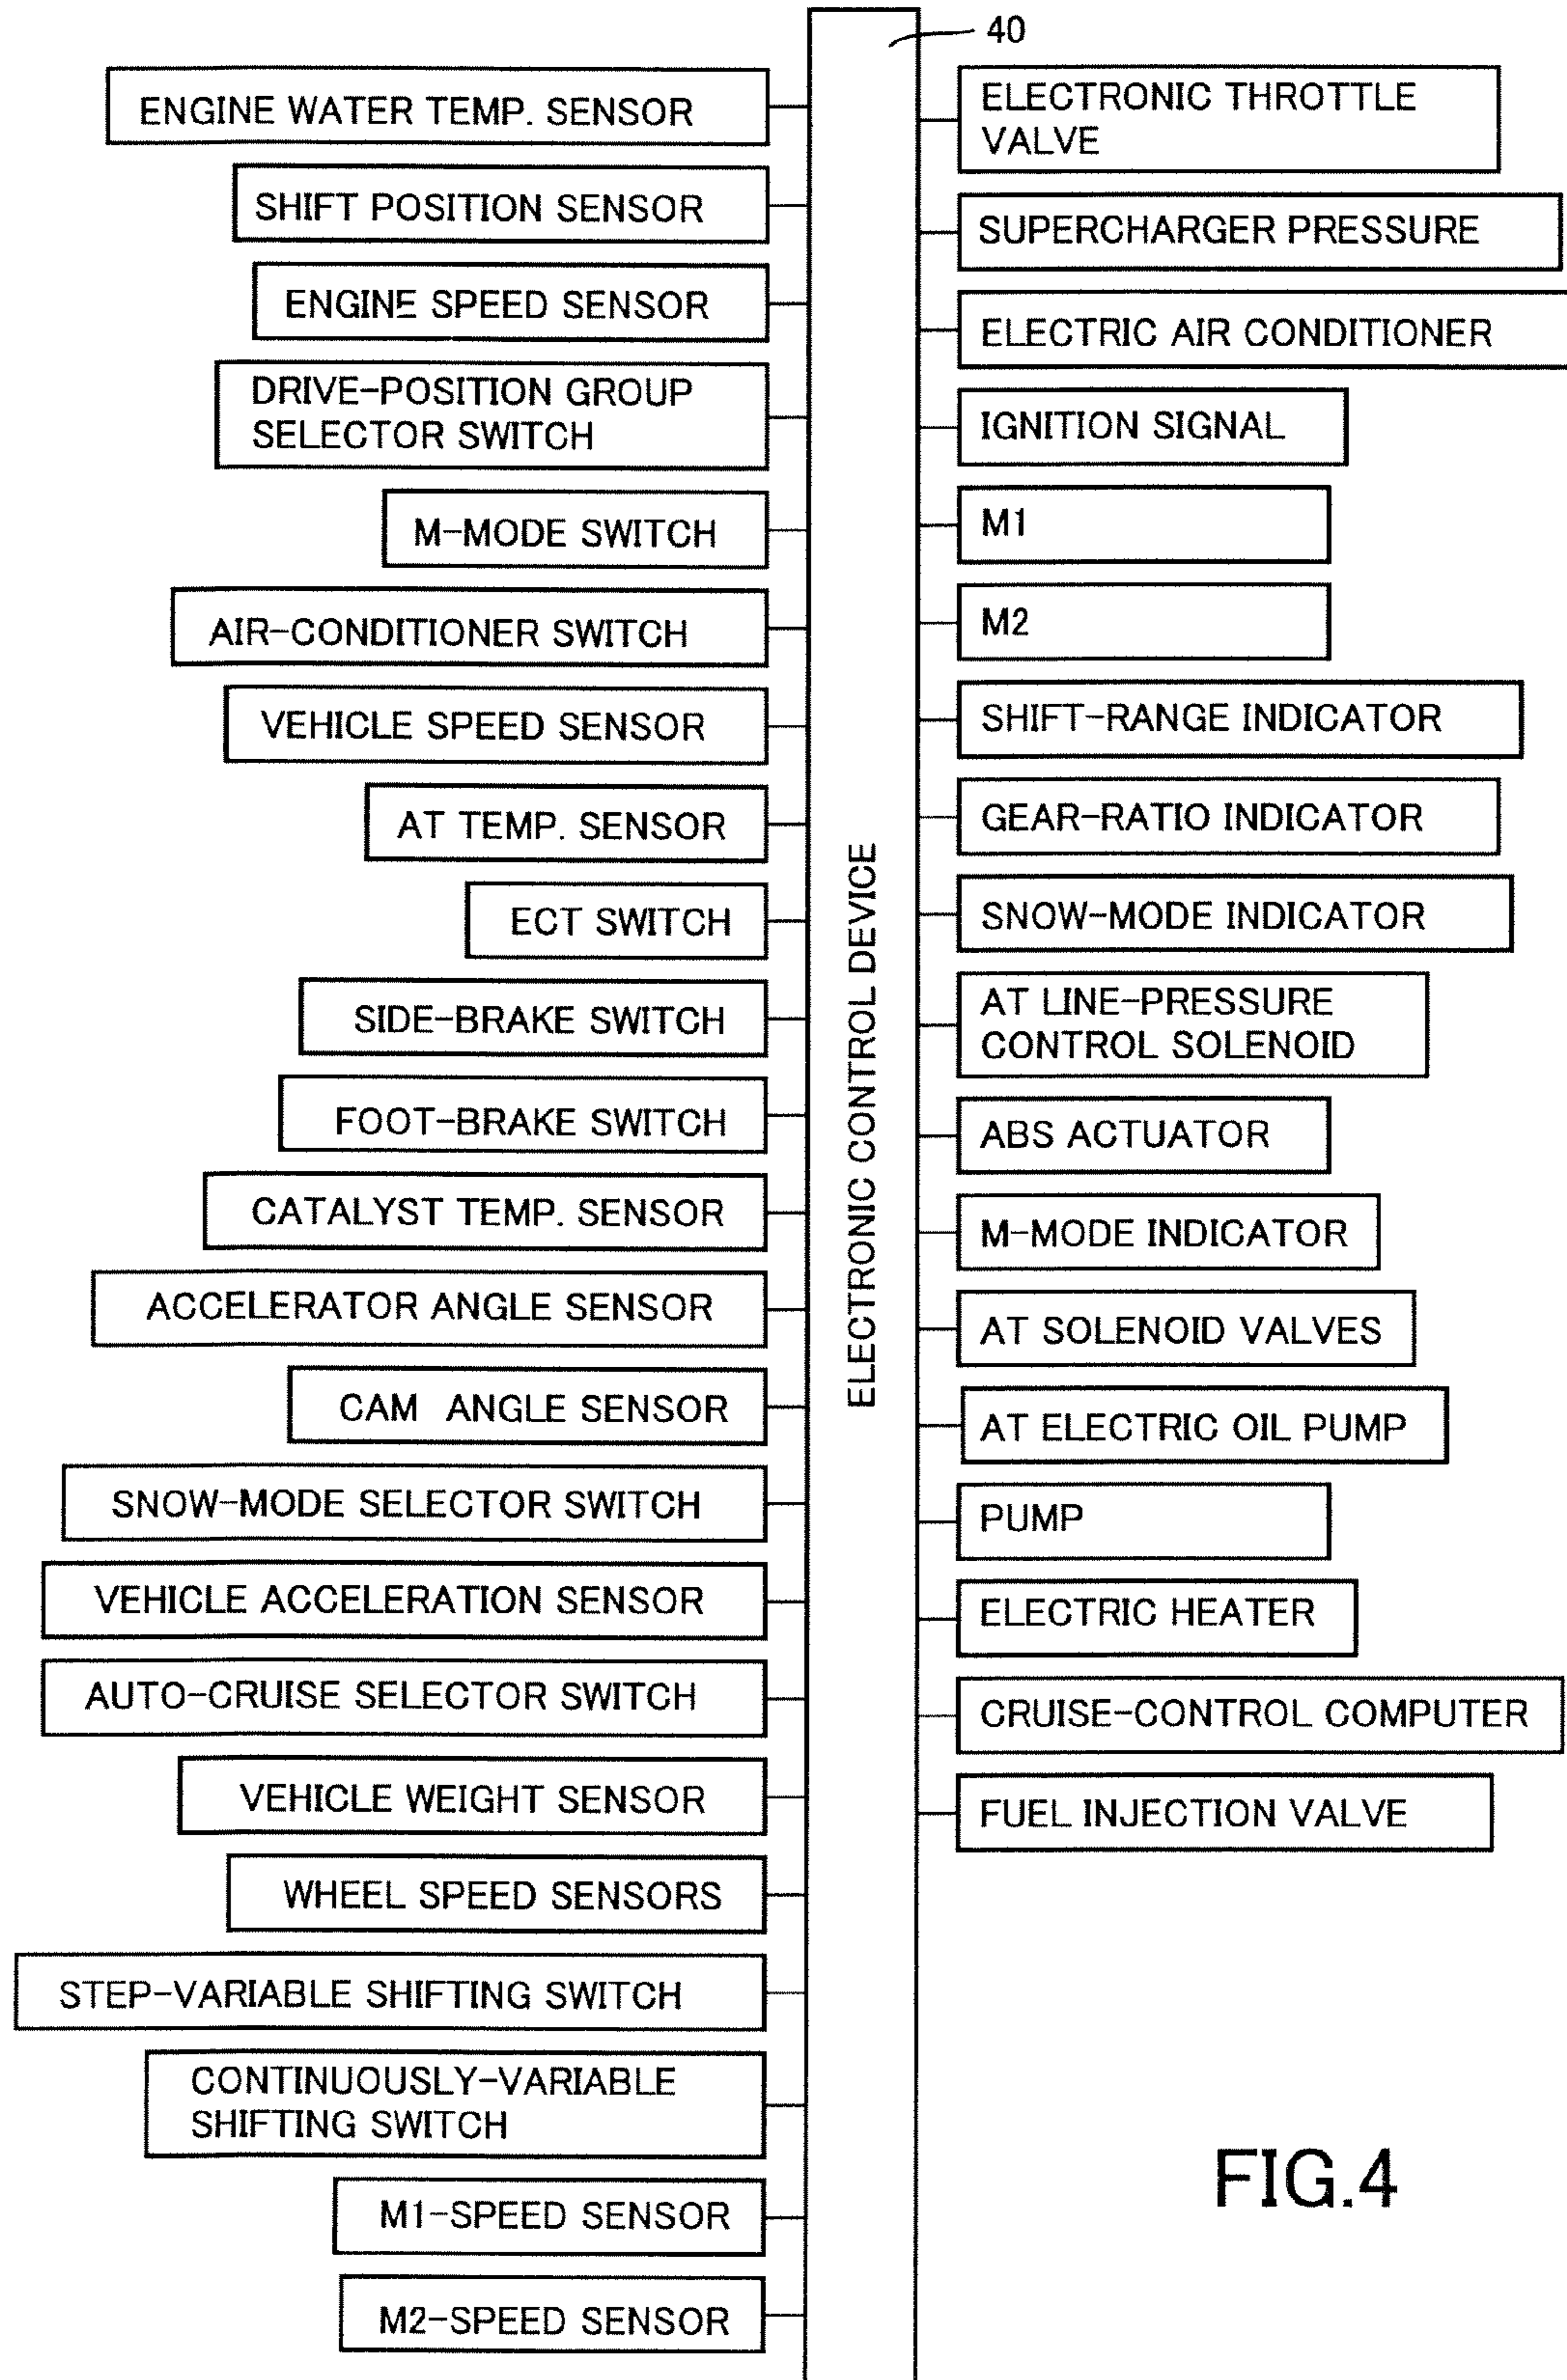 40
ENGINE WATER TEMP. SENSOR
SHIFT POSITION SENSOR
ENGINE SPEED SENSOR
DRIVE-POSITION GROUP
SELECTOR SWITCH
M-MODE SWITCH
AIR-CONDITIONER SWITCH
VEHICLE SPEED SENSOR
AT TEMP. SENSOR
ECT SWITCH
SIDE-BRAKE SWITCH
FOOT-BRAKE SWITCH
CATALYST TEMP. SENSOR
ACCELERATOR ANGLE SENSOR
CAM ANGLE SENSOR
SNOW-MODE SELECTOR SWITCH
VEHICLE ACCELERATION SENSOR
AUTO-CRUISE SELECTOR SWITCH
VEHICLE WEIGHT SENSOR
WHEEL SPEED SENSORS
STEP-VARIABLE SHIFTING SWITCH
CONTINUOUSLY-VARIABLE
SHIFTING SWITCH
M1-SPEED SENSOR
M2-SPEED SENSOR
ELECTRONIC CONTROL DEVICE
ELECTRONIC THROTTLE
VALVE
SUPERCHARGER PRESSURE
ELECTRIC AIR CONDITIONER
IGNITION SIGNAL
M1
M2
SHIFT-RANGE INDICATOR
GEAR-RATIO INDICATOR
SNOW-MODE INDICATOR
AT LINE-PRESSURE
CONTROL SOLENOID
ABS ACTUATOR
M-MODE INDICATOR
AT SOLENOID VALVES
AT ELECTRIC OIL PUMP
PUMP
ELECTRIC HEATER
CRUISE-CONTROL COMPUTER
FUEL INJECTION VALVE
FIG.4